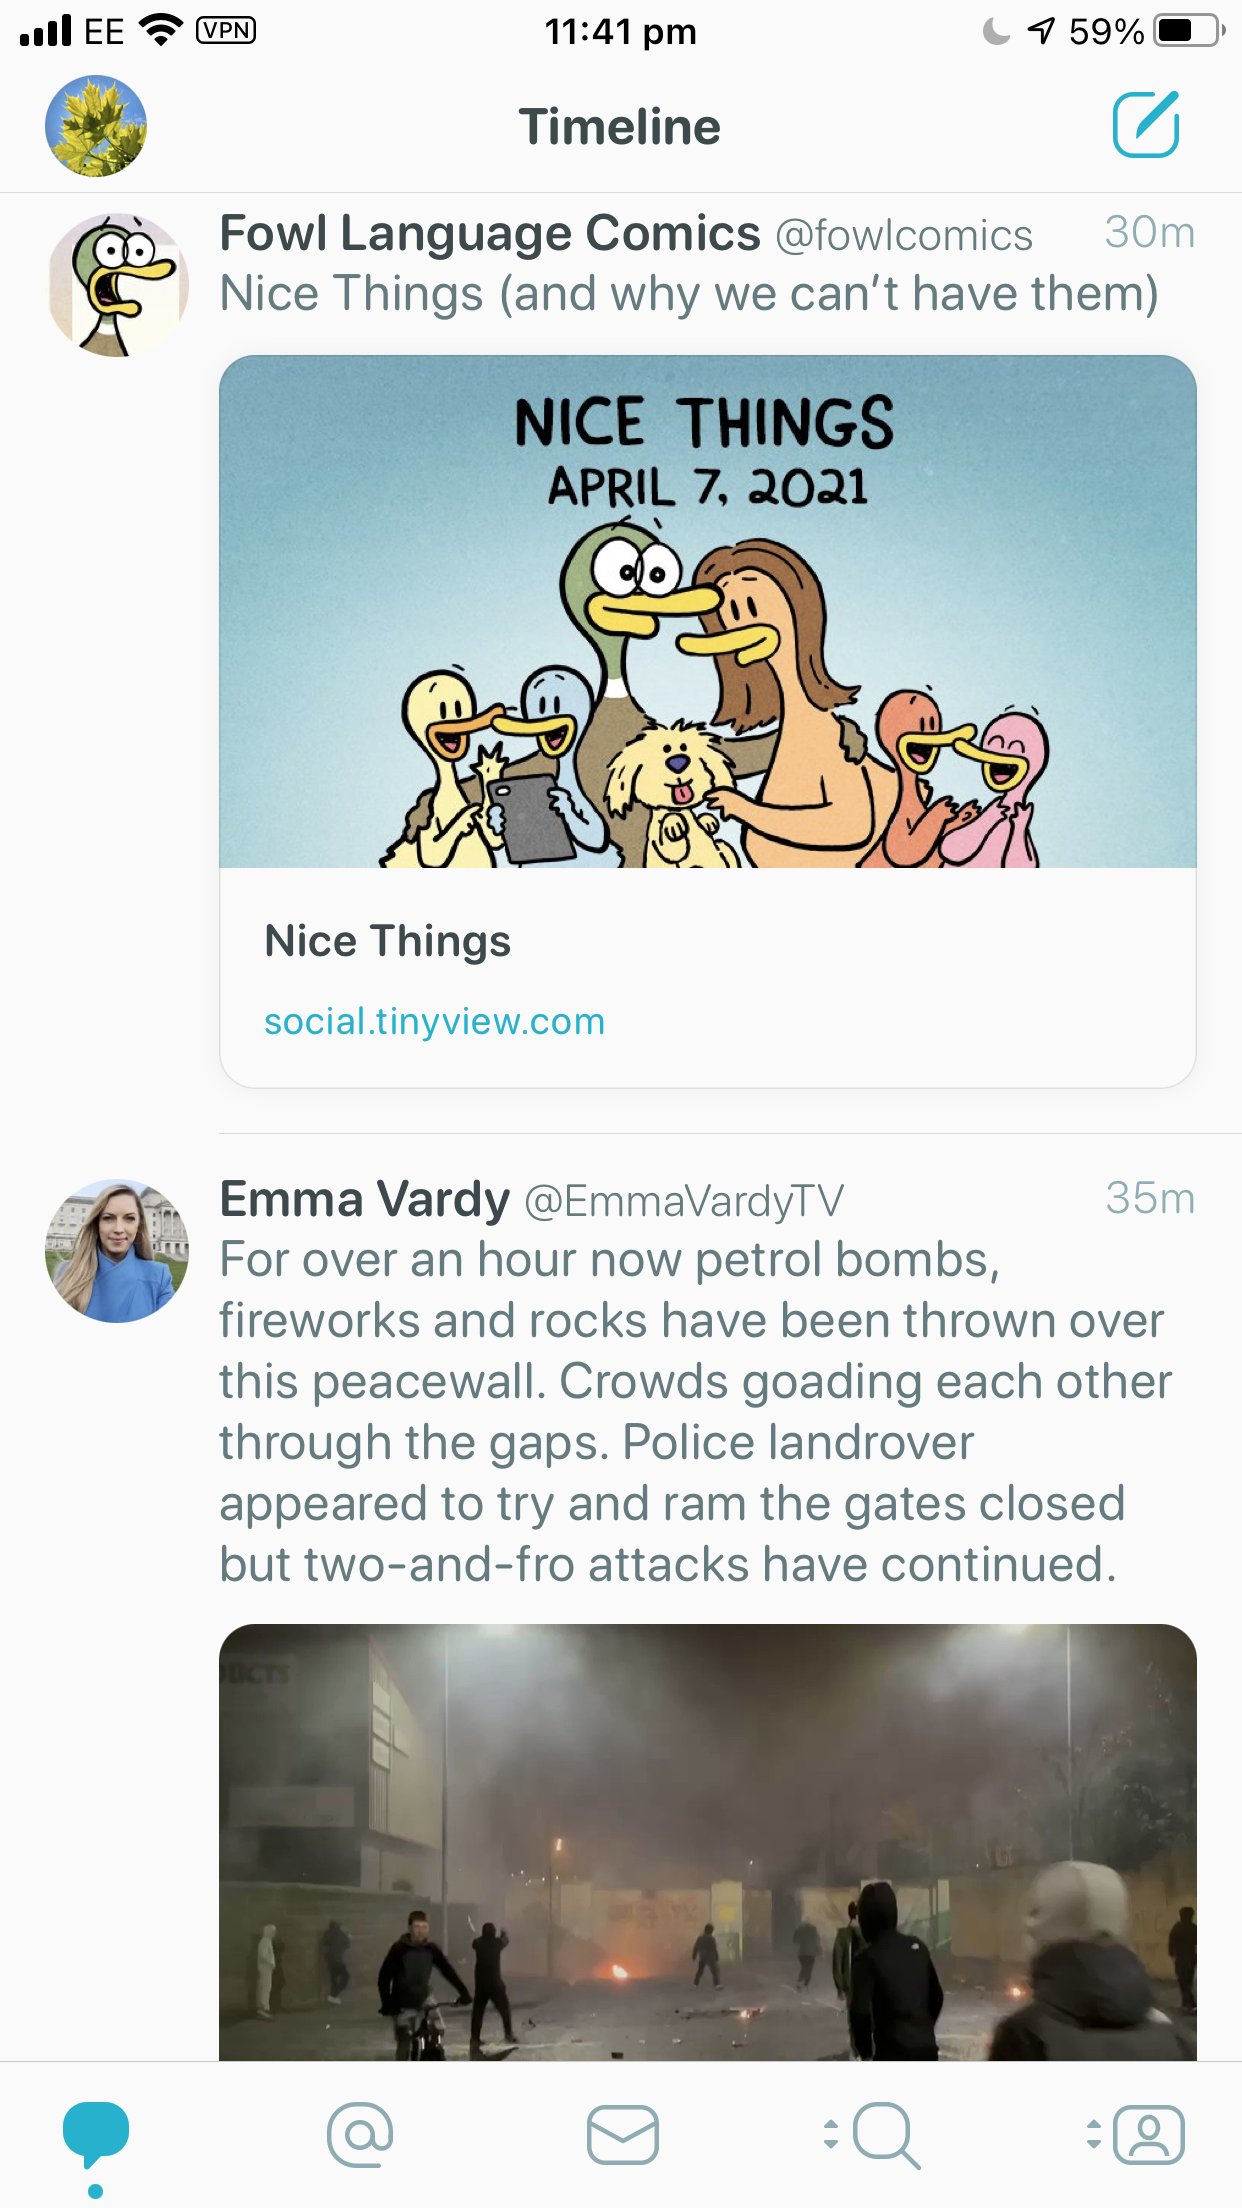 EE VPN 11:41 pm 59%
Timeline
Fowl Language Comics @fowlcomics 30m
Nice Things (and why we can't have them)
NICE THINGS
APRIL 7, 2021
Nice Things
social.tinyview.com
Emma Vardy @EmmaVardyTV 35m
For over an hour now petrol bombs,
fireworks and rocks have been thrown over
this peacewall. Crowds goading each other
through the gaps. Police landrover
appeared to try and ram the gates closed
but two-and-fro attacks have continued.